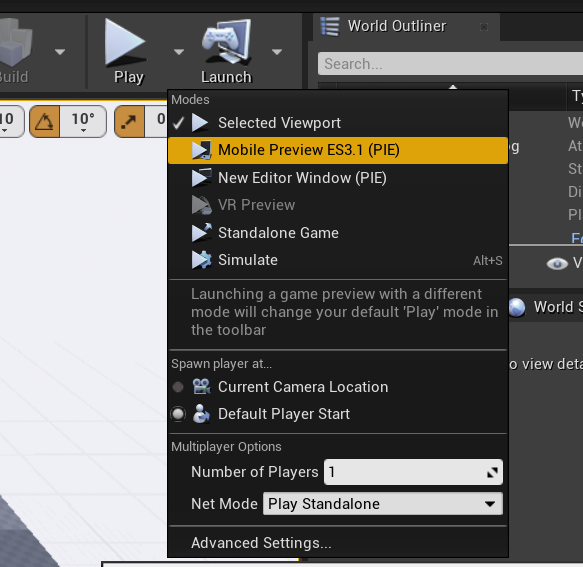 World Outliner
Build
Play
Launch
Search...
10
10°
0
Modes
Selected Viewport
Mobile Preview ES3.1 (PIE)
New Editor Window (PIE)
VR Preview
Standalone Game
Simulate
Alt+S
Launching a game preview with a different
mode will change your default 'Play' mode in
the toolbar
Spawn player at...
Current Camera Location
Default Player Start
Multiplayer Options
Number of Players
1
Net Mode
Play Standalone
Advanced Settings...
Ty
We
og
At
St
Di
Pl
V
World S
o view deta